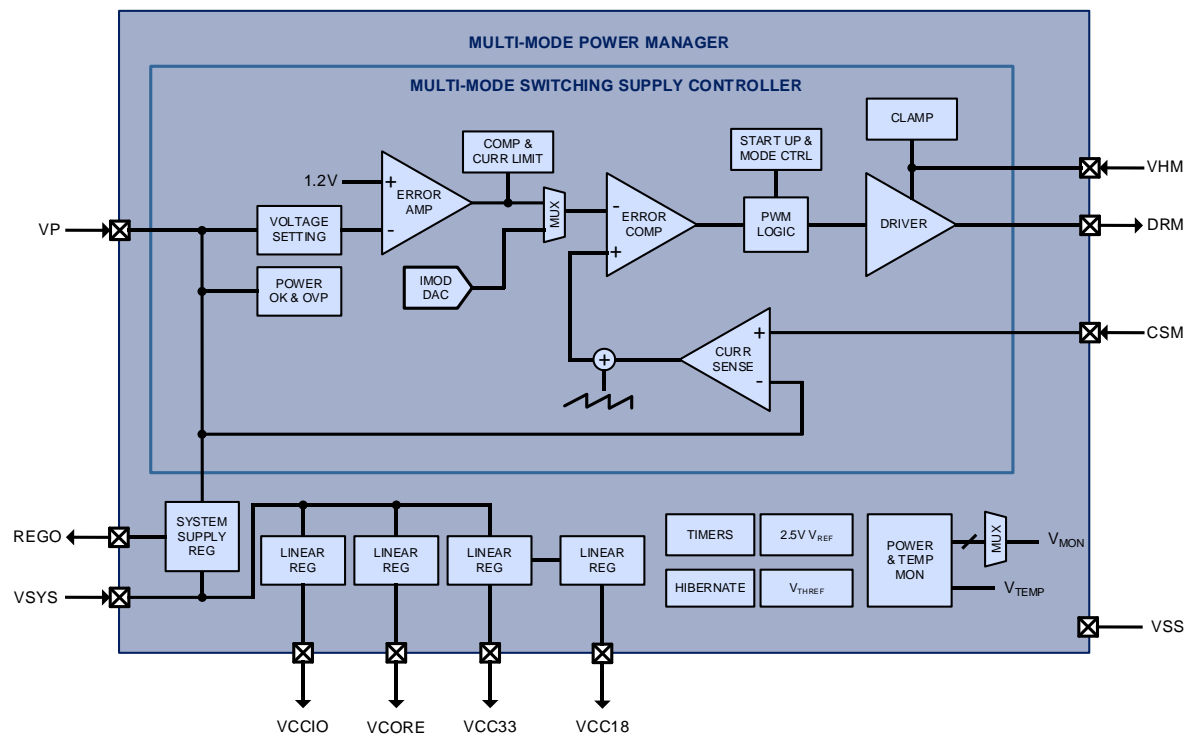 MULTI-MODE POWER MANAGER
MULTI-MODE SWITCHING SUPPLY CONTROLLER
CLAMP
COMP &
CURR LIMIT
START UP &
MODE CTRL
VHM
1.2V
+
-
ERROR
AMP
MUX
-
+
ERROR
COMP
PWM
LOGIC
DRIVER
DRM
VP
VOLTAGE
SETTING
POWER
OK & OVP
IMOD
DAC
+
CURR
SENSE
+
-
CSM
REGO
SYSTEM
SUPPLY
REG
VSYS
LINEAR
REG
LINEAR
REG
LINEAR
REG
LINEAR
REG
TIMERS
2.5V VREF
HIBERNATE
VTHREF
POWER
& TEMP
MON
MUX
VMON
VTEMP
VSS
VCCIO
VCORE
VCC33
VCC18